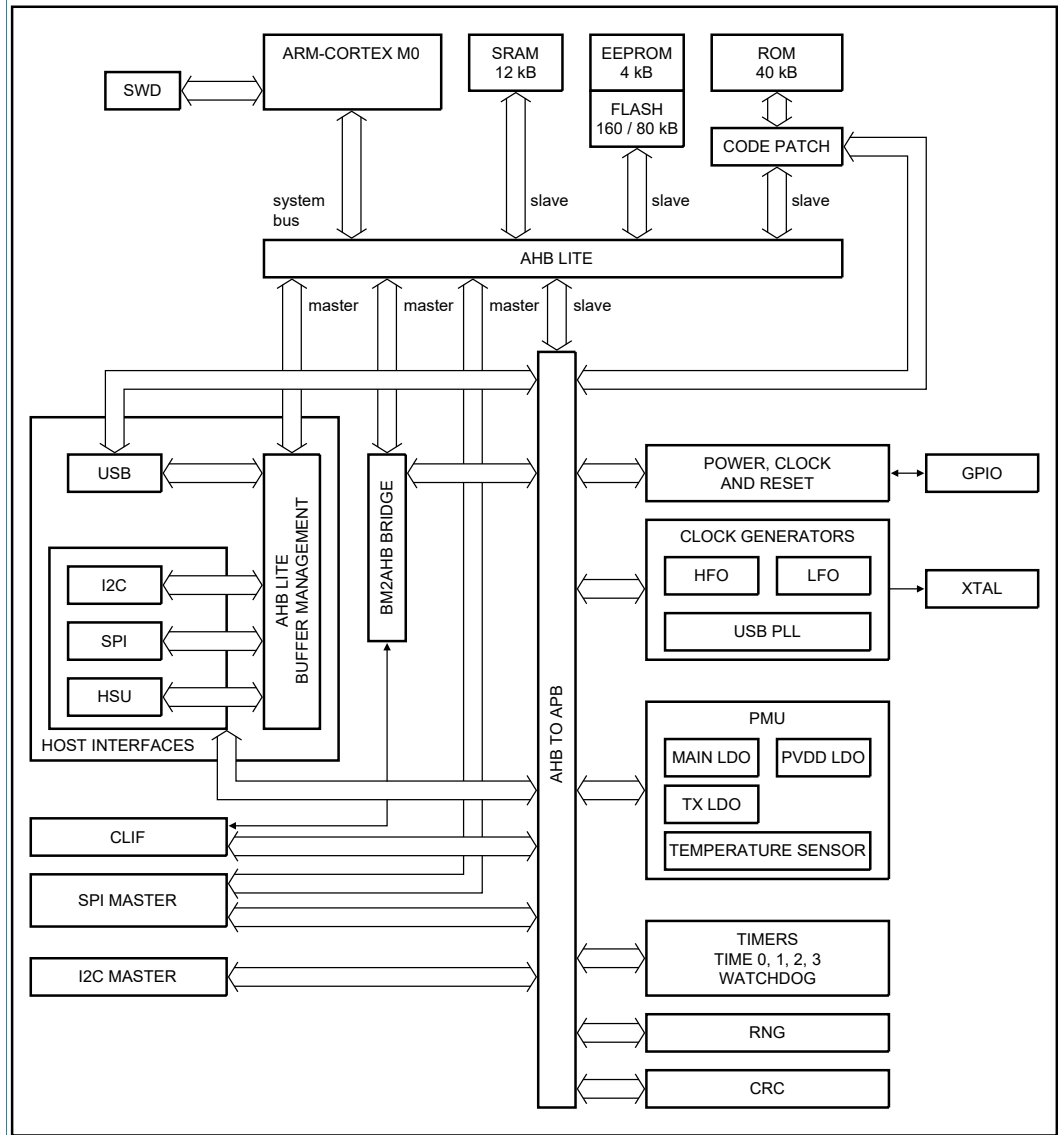 ARM-CORTEX M0
SWD
SRAM
12 kB
EEPROM
4 kB
FLASH
160 / 80 kB
ROM
40 kB
CODE PATCH
system
bus
slave
slave
slave
AHB LITE
master
master
master
slave
USB
I2C
SPI
HSU
AHB LITE
BUFFER MANAGEMENT
HOST INTERFACES
BM2AHB BRIDGE
AHB TO APB
CLIF
SPI MASTER
I2C MASTER
POWER, CLOCK
AND RESET
GPIO
CLOCK GENERATORS
HFO
LFO
USB PLL
XTAL
PMU
MAIN LDO
PVDD LDO
TX LDO
TEMPERATURE SENSOR
TIMERS
TIME 0, 1, 2, 3
WATCHDOG
RNG
CRC